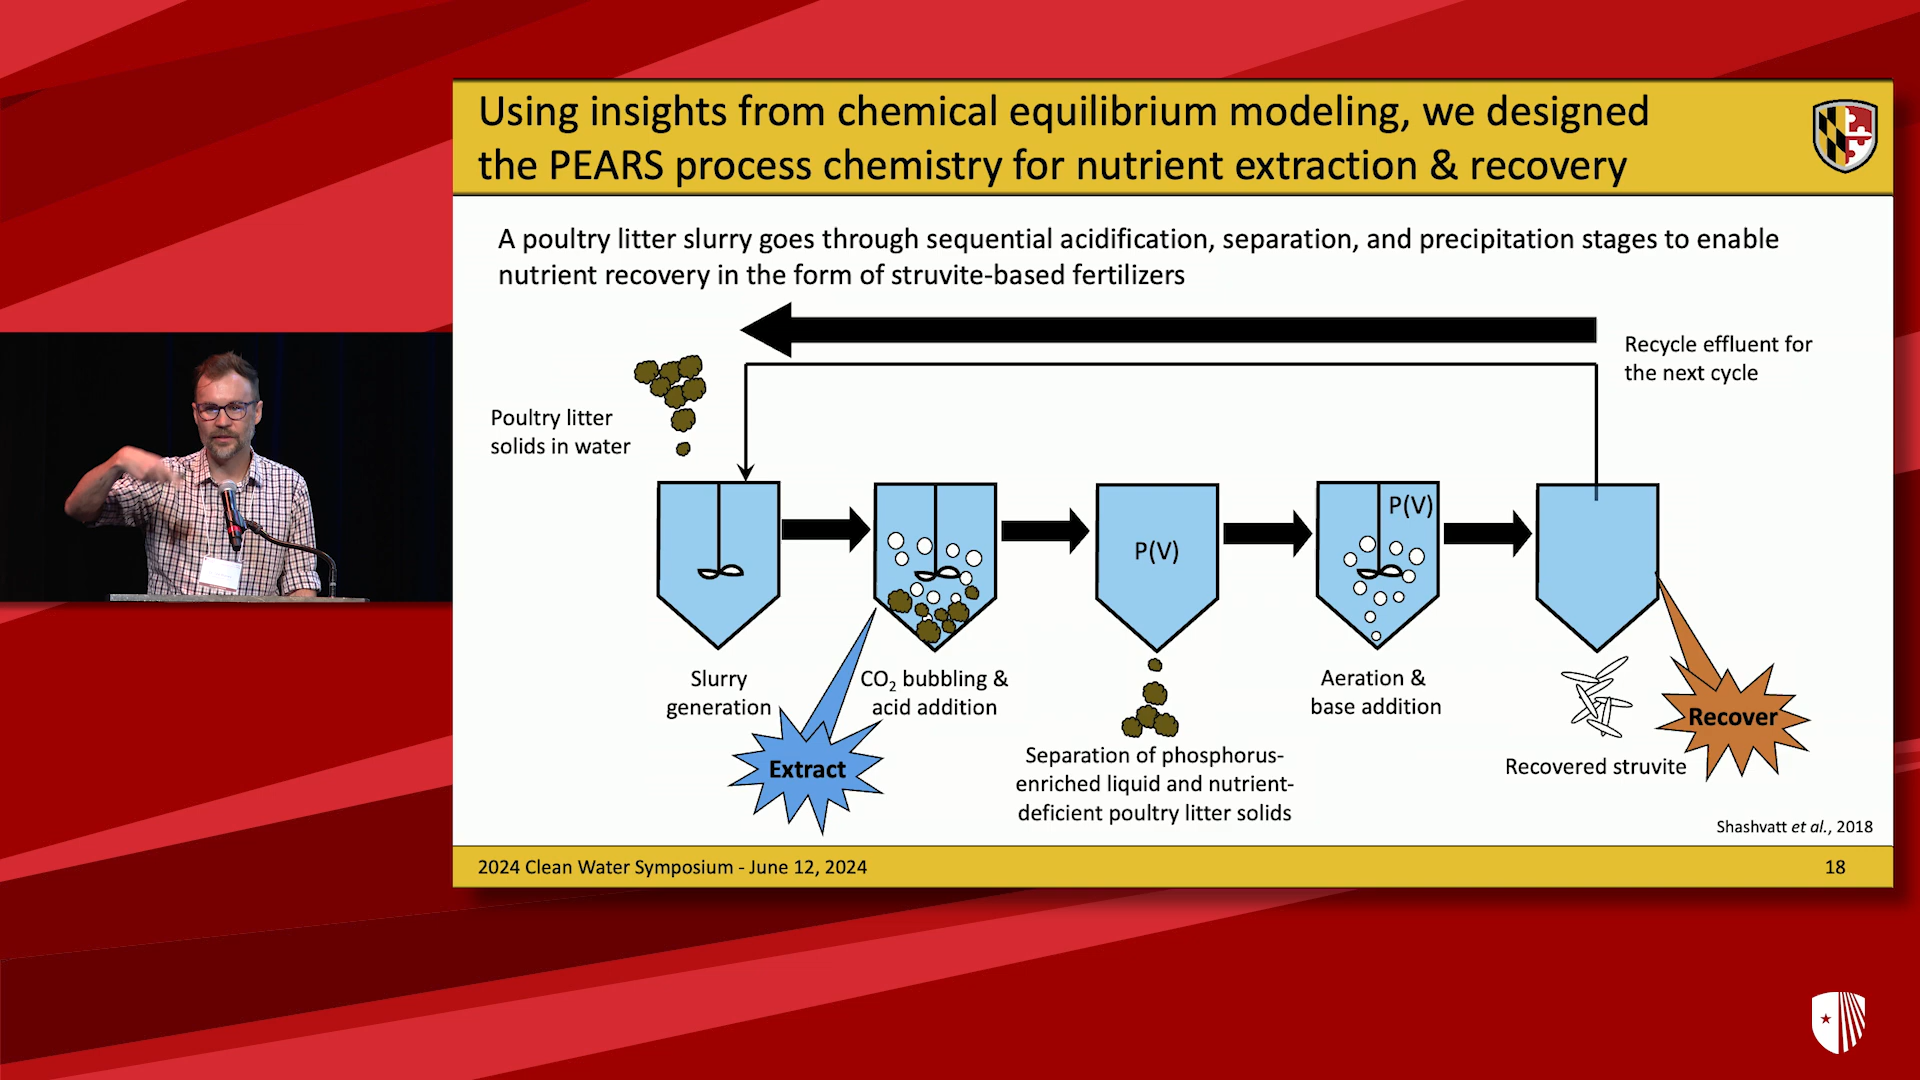 Using insights from chemical equilibrium modeling, we designed
the PEARS process chemistry for nutrient extraction & recovery
A poultry litter slurry goes through sequential acidification, separation, and precipitation stages to enable
nutrient recovery in the form of struvite-based fertilizers
Recycle effluent for
the next cycle
Poultry litter
solids in water
P(V)
P(V)
Slurry
generation
CO₂ bubbling &
acid addition
Extract
Separation of phosphorus-
enriched liquid and nutrient-
deficient poultry litter solids
Aeration &
base addition
Recover
Recovered struvite
Shashvatt et al., 2018
2024 Clean Water Symposium - June 12, 2024
18